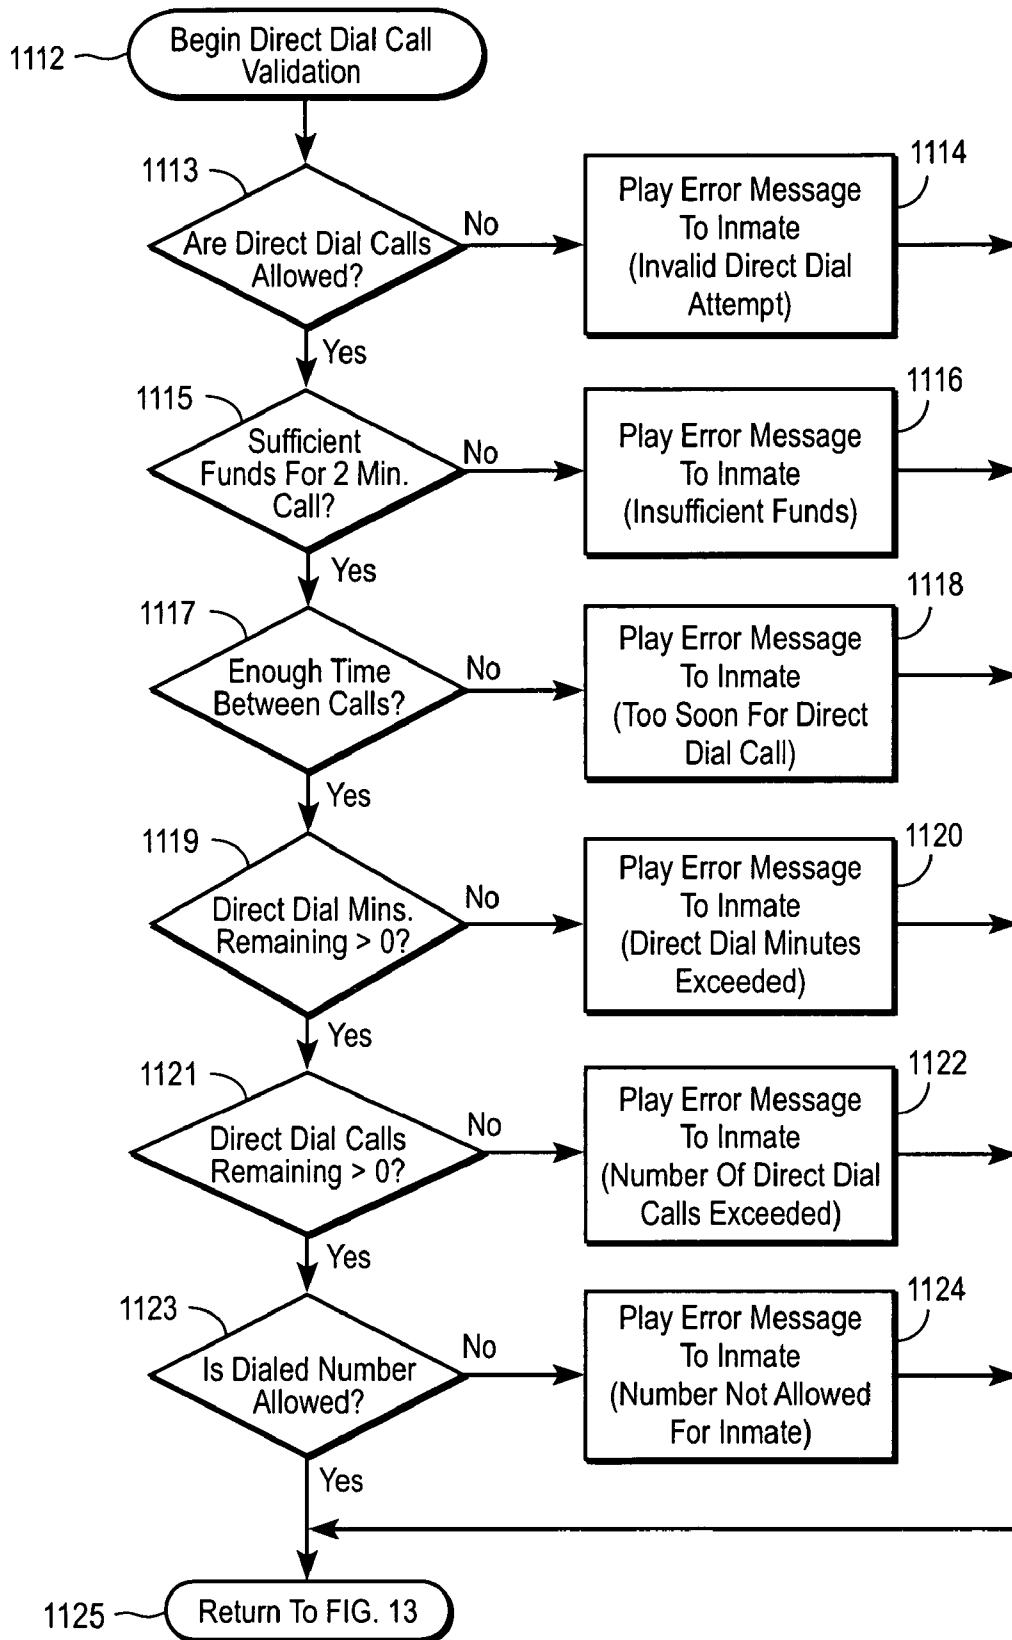 1112
Begin Direct Dial Call
Validation
1113
Are Direct Dial Calls
Allowed?
No
Yes
1114
Play Error Message
To Inmate
(Invalid Direct Dial
Attempt)
1115
Sufficient
Funds For 2 Min.
Call?
No
Yes
1116
Play Error Message
To Inmate
(Insufficient Funds)
1117
Enough Time
Between Calls?
No
Yes
1118
Play Error Message
To Inmate
(Too Soon For Direct
Dial Call)
1119
Direct Dial Mins.
Remaining > 0?
No
Yes
1120
Play Error Message
To Inmate
(Direct Dial Minutes
Exceeded)
1121
Direct Dial Calls
Remaining > 0?
No
Yes
1122
Play Error Message
To Inmate
(Number Of Direct Dial
Calls Exceeded)
1123
Is Dialed Number
Allowed?
No
Yes
1124
Play Error Message
To Inmate
(Number Not Allowed
For Inmate)
1125
Return To FIG. 13